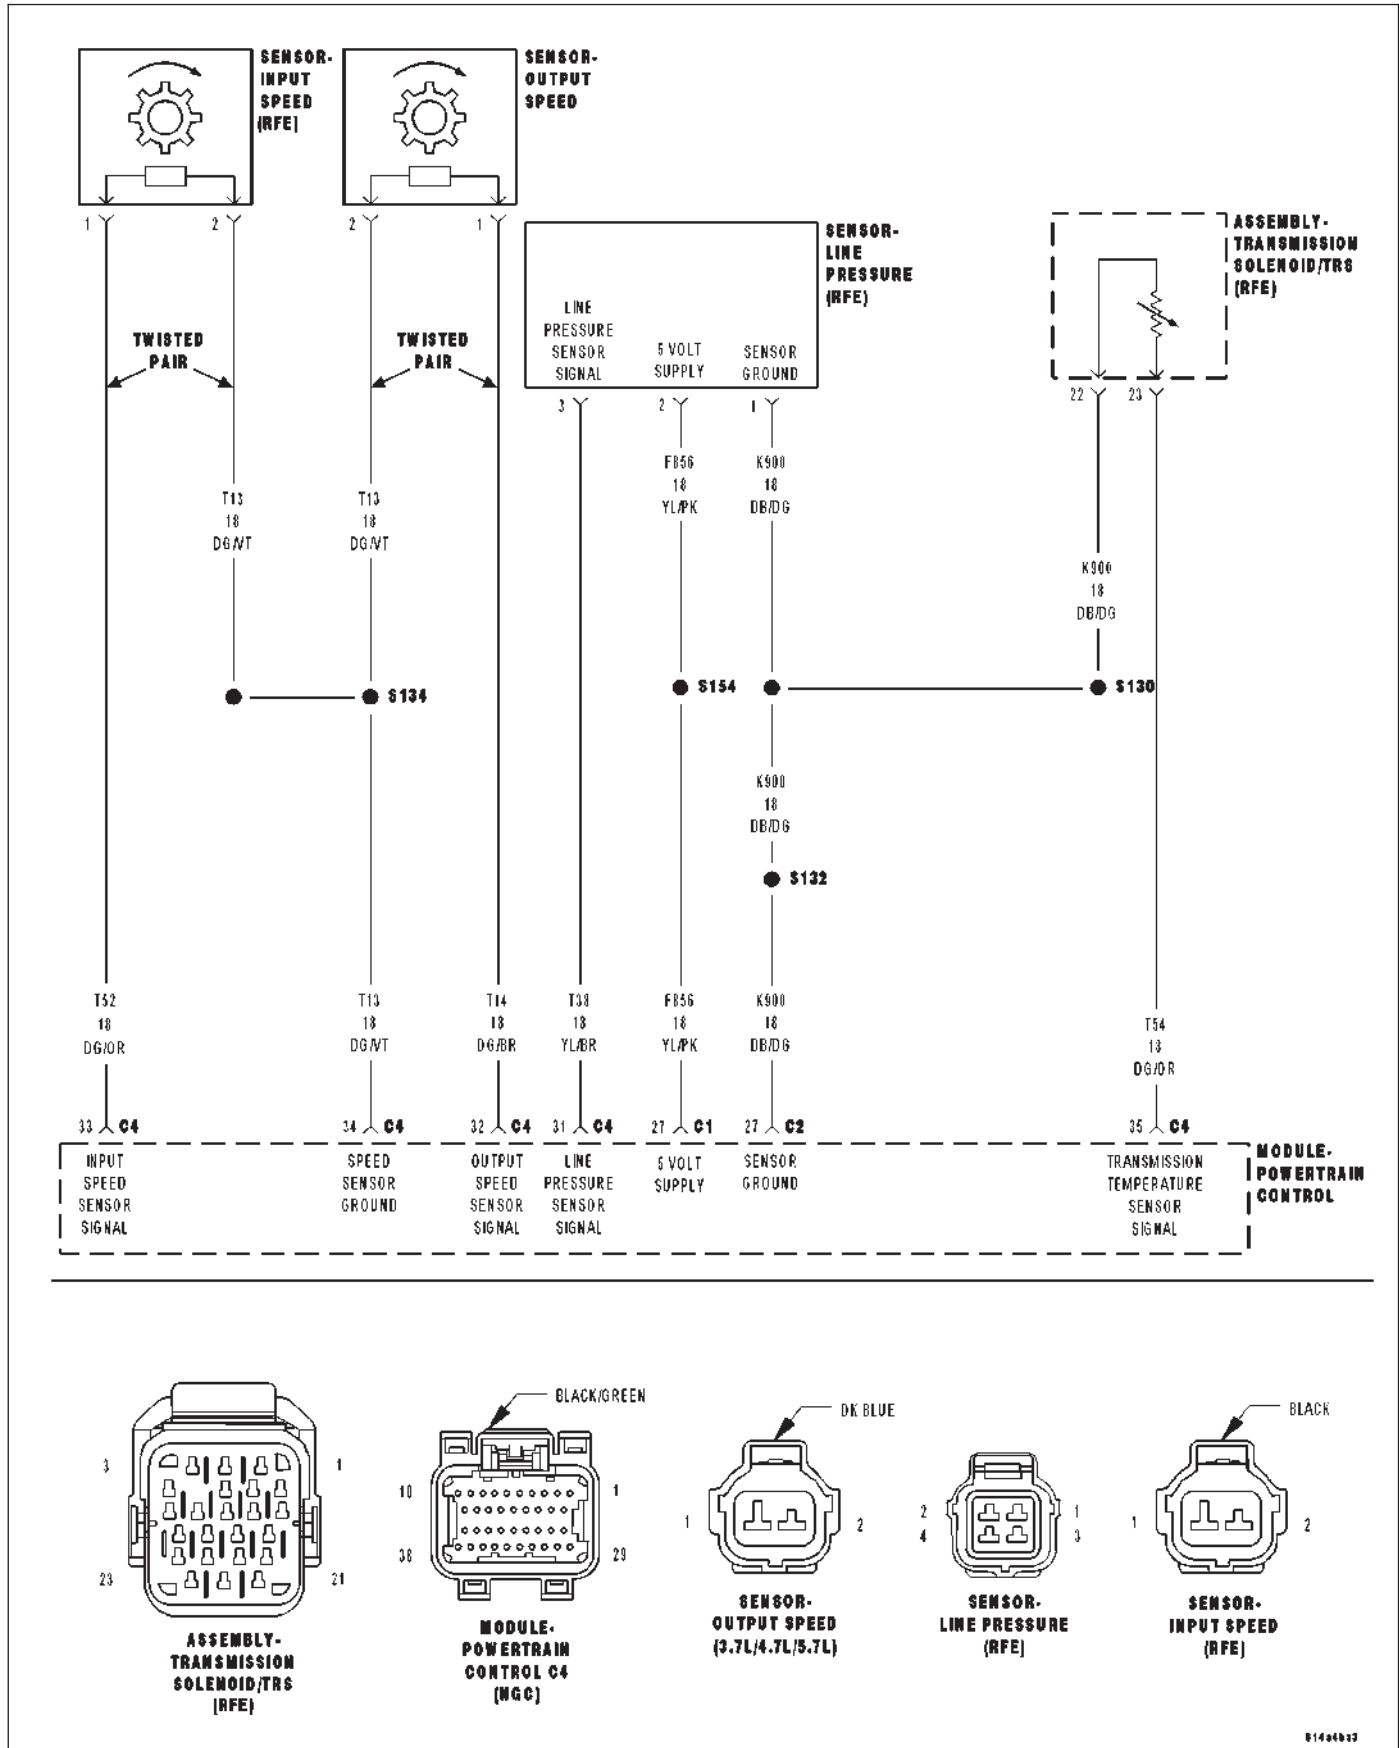 SENSOR-
INPUT
SPEED
(RFE)
SENSOR-
OUTPUT
SPEED
1
2
2
1
SENSOR-
LINE
PRESSURE
(RFE)
ASSEMBLY-
TRANSMISSION
SOLENOID/TRS
(RFE)
LINE
PRESSURE
SENSOR
SIGNAL
5 VOLT
SUPPLY
SENSOR
GROUND
TWISTED
PAIR
TWISTED
PAIR
3
2
1
22
23
F856
18
YL/PK
K900
18
DB/DG
T13
18
DG/VT
T13
18
DG/VT
K900
18
DB/DG
S134
S154
S130
K900
18
DB/DG
S132
T52
18
DG/OR
T13
18
DG/VT
T14
18
DG/BR
T38
18
YL/BR
F856
18
YL/PK
K900
18
DB/DG
T54
18
DG/OR
33 C4
34 C4
32 C4
31 C4
27 C1
27 C2
35 C4
INPUT
SPEED
SENSOR
SIGNAL
SPEED
SENSOR
GROUND
OUTPUT
SPEED
SENSOR
SIGNAL
LINE
PRESSURE
SENSOR
SIGNAL
5 VOLT
SUPPLY
SENSOR
GROUND
TRANSMISSION
TEMPERATURE
SENSOR
SIGNAL
MODULE-
POWERTRAIN
CONTROL
3
1
23
21
ASSEMBLY-
TRANSMISSION
SOLENOID/TRS
(RFE)
BLACK/GREEN
10
1
38
29
MODULE-
POWERTRAIN
CONTROL C4
(NGC)
DK BLUE
1
2
SENSOR-
OUTPUT SPEED
(3.7L/4.7L/5.7L)
2
1
4
3
SENSOR-
LINE PRESSURE
(RFE)
BLACK
1
2
SENSOR-
INPUT SPEED
(RFE)